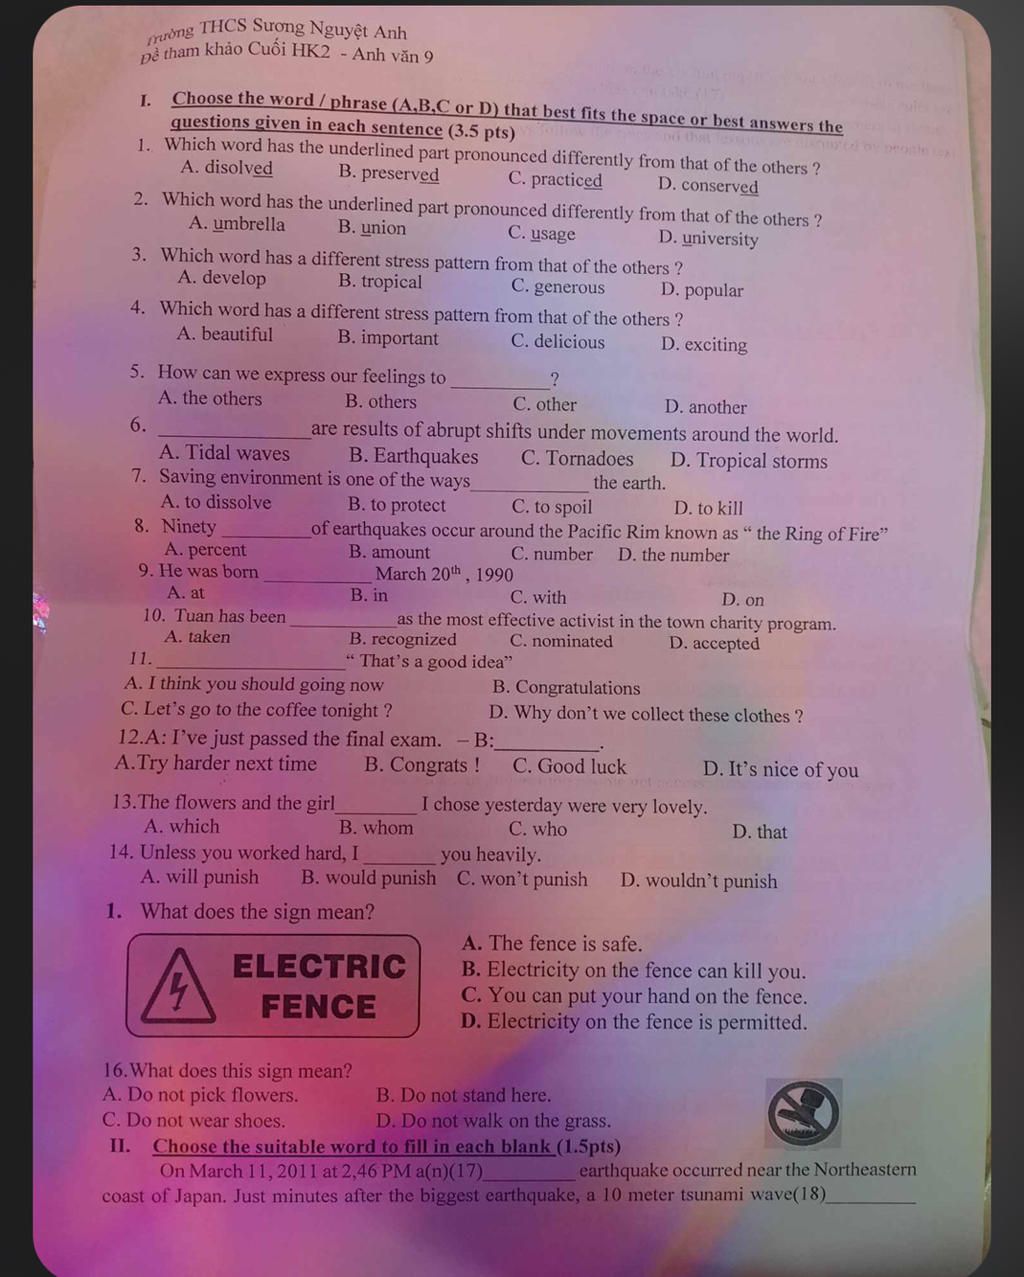 Trường THCS Sương Nguyệt Anh
Đề tham khảo Cuối HK2 - Anh văn 9
I. Choose the word / phrase (A,B,C or D) that best fits the space or best answers the
questions given in each sentence (3.5 pts)
1. Which word has the underlined part pronounced differently from that of the others ?
A. disolved B. preserved C. practiced D. conserved
2. Which word has the underlined part pronounced differently from that of the others ?
A. umbrella B. union C. usage D. university
3. Which word has a different stress pattern from that of the others ?
A. develop B. tropical C. generous D. popular
4. Which word has a different stress pattern from that of the others ?
A. beautiful B. important C. delicious D. exciting
5. How can we express our feelings to __________?
A. the others B. others C. other D. another
6. _______________are results of abrupt shifts under movements around the world.
A. Tidal waves B. Earthquakes C. Tornadoes D. Tropical storms
7. Saving environment is one of the ways____________ the earth.
A. to dissolve B. to protect C. to spoil D. to kill
8. Ninety _________of earthquakes occur around the Pacific Rim known as “ the Ring of Fire”
A. percent B. amount C. number D. the number
9. He was born ___________ March 20th , 1990
A. at B. in C. with D. on
10. Tuan has been ___________as the most effective activist in the town charity program.
A. taken B. recognized C. nominated D. accepted
11. ___________________“ That’s a good idea”
A. I think you should going now B. Congratulations
C. Let’s go to the coffee tonight ? D. Why don’t we collect these clothes ?
12.A: I’ve just passed the final exam. – B:__________.
A.Try harder next time B. Congrats ! C. Good luck D. It’s nice of you
13.The flowers and the girl________ I chose yesterday were very lovely.
A. which B. whom C. who D. that
14. Unless you worked hard, I _______ you heavily.
A. will punish B. would punish C. won’t punish D. wouldn’t punish
1. What does the sign mean?
ELECTRIC
FENCE
A. The fence is safe.
B. Electricity on the fence can kill you.
C. You can put your hand on the fence.
D. Electricity on the fence is permitted.
16.What does this sign mean?
A. Do not pick flowers. B. Do not stand here.
C. Do not wear shoes. D. Do not walk on the grass.
II. Choose the suitable word to fill in each blank (1.5pts)
On March 11, 2011 at 2,46 PM a(n)(17)_________ earthquake occurred near the Northeastern
coast of Japan. Just minutes after the biggest earthquake, a 10 meter tsunami wave(18)_________